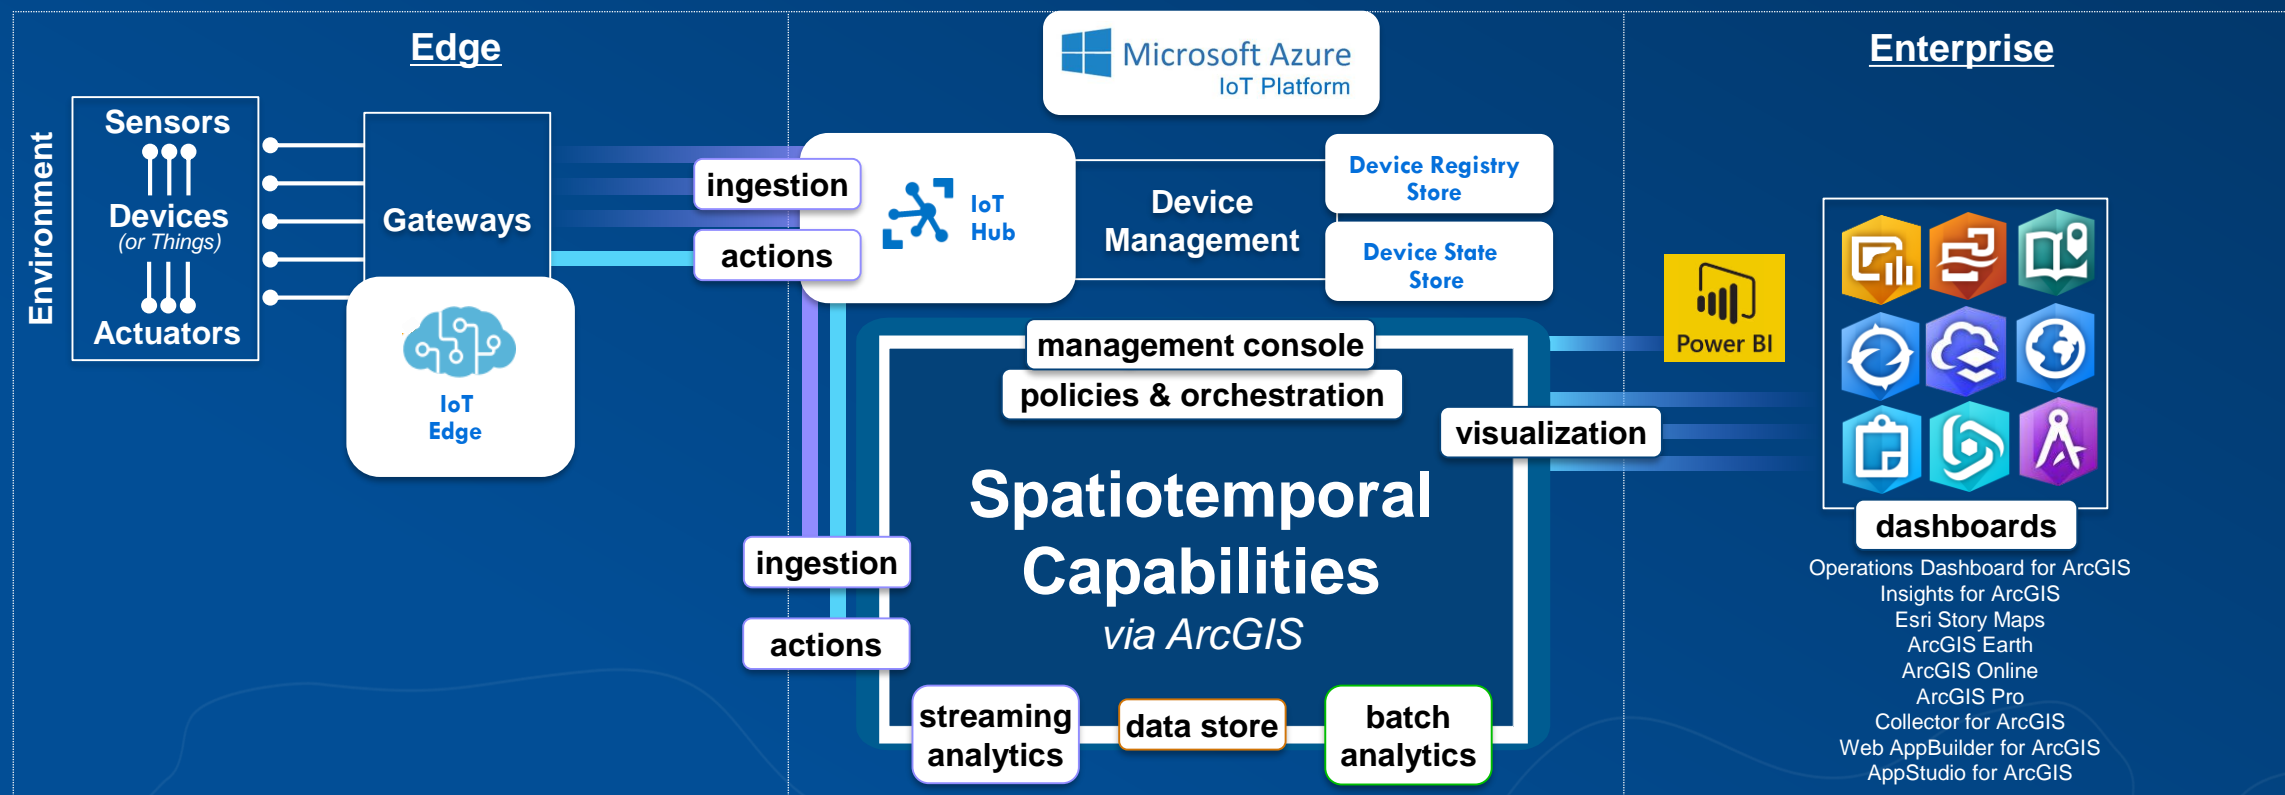 Edge
Microsoft Azure
IoT Platform
Enterprise
Environment
Sensors
Devices
(or Things)
Actuators
Gateways
IoT
Edge
ingestion
actions
IoT
Hub
Device
Management
Device Registry
Store
Device State
Store
management console
policies & orchestration
visualization
Spatiotemporal
Capabilities
via ArcGIS
ingestion
actions
streaming
analytics
data store
batch
analytics
Power BI
dashboards
Operations Dashboard for ArcGIS
Insights for ArcGIS
Esri Story Maps
ArcGIS Earth
ArcGIS Online
ArcGIS Pro
Collector for ArcGIS
Web AppBuilder for ArcGIS
AppStudio for ArcGIS